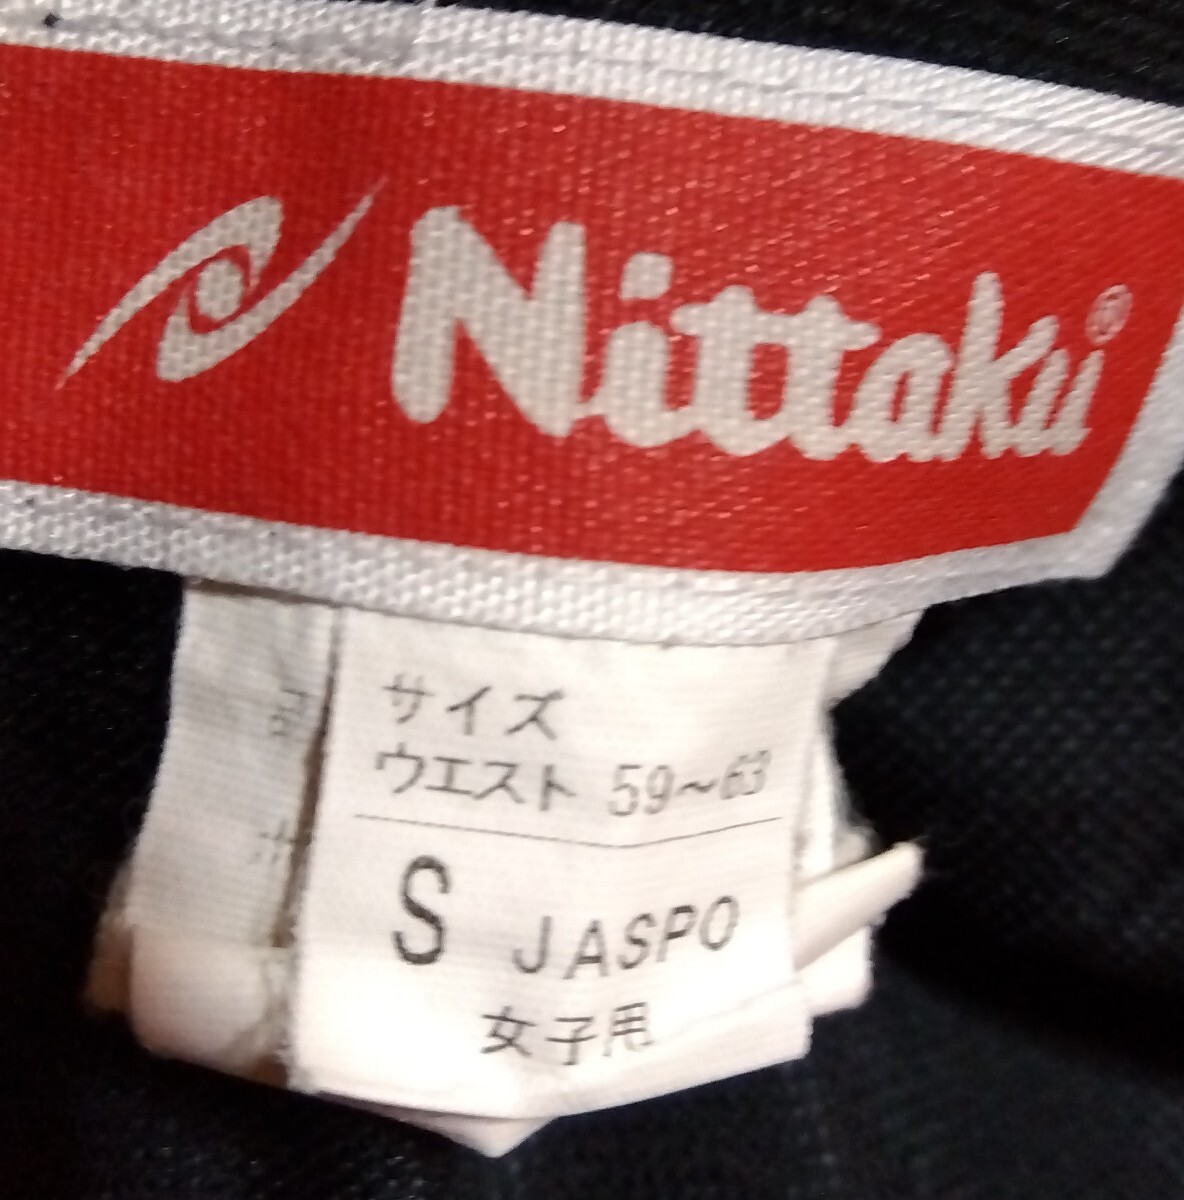 Nittaku®
サイズ
ウエスト 59～63
S JASPO
女子用